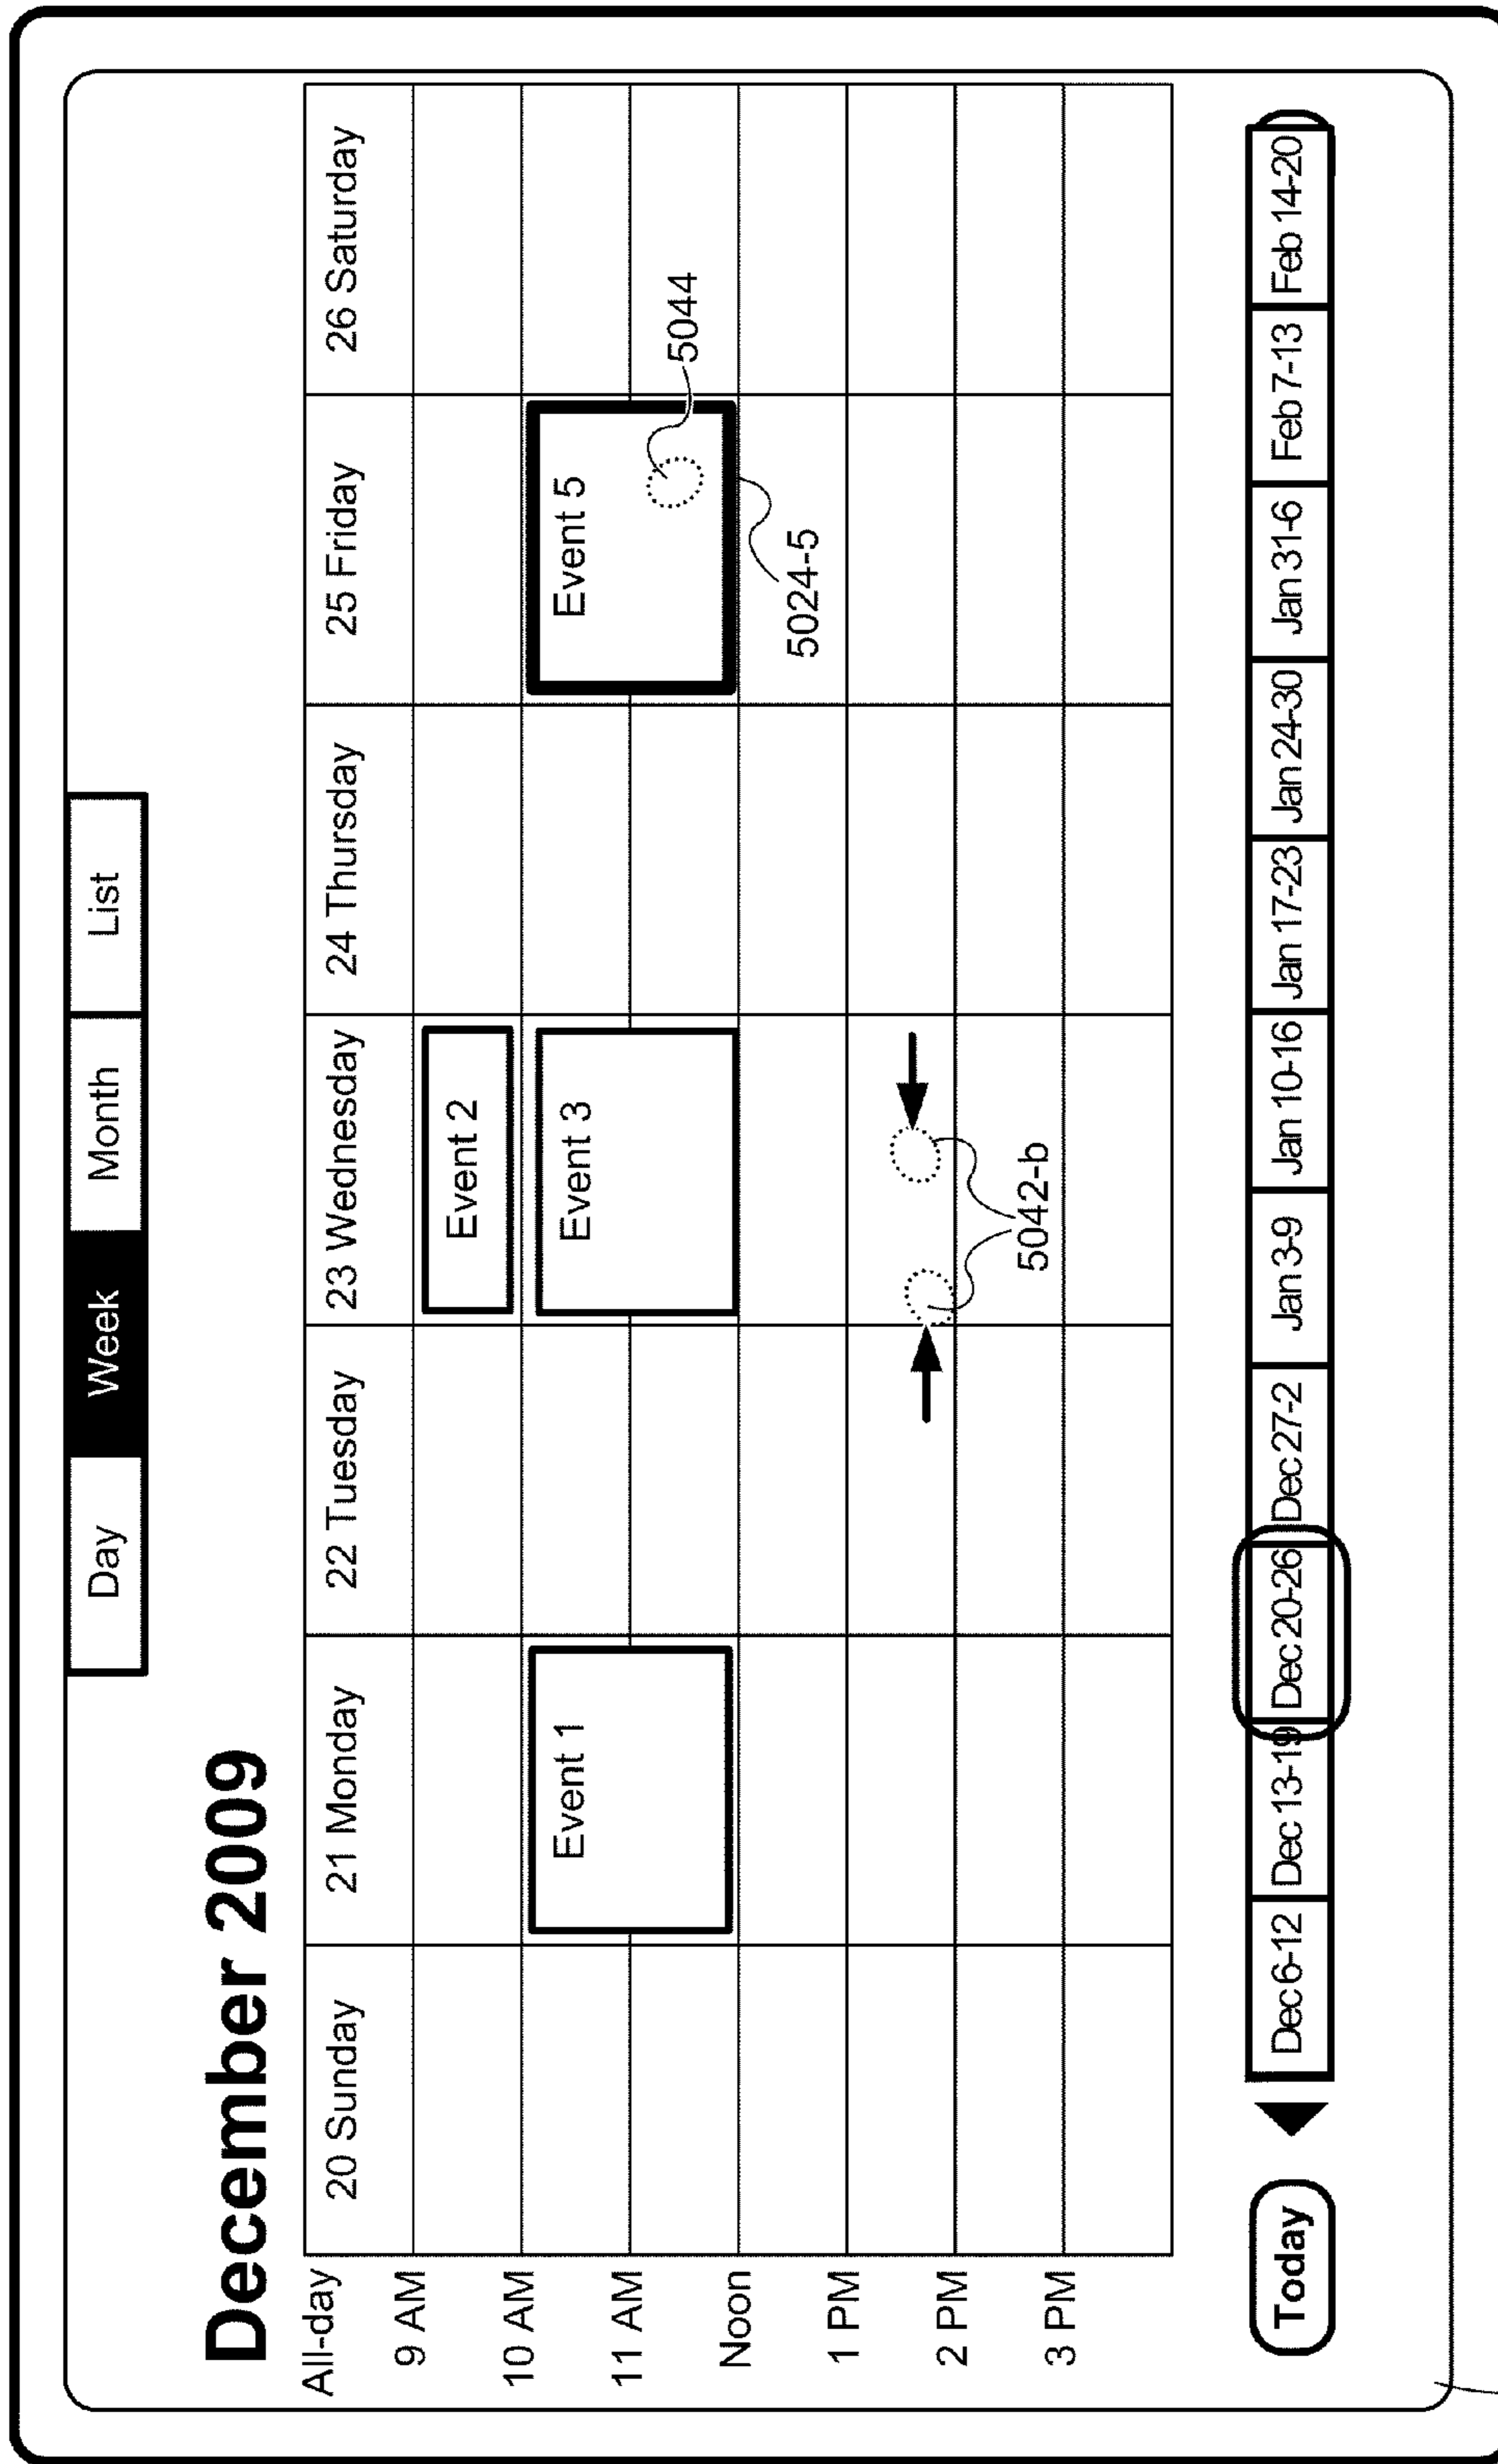 Day Week Month List
December 2009
All-day 20 Sunday 21 Monday 22 Tuesday 23 Wednesday 24 Thursday 25 Friday 26 Saturday
9 AM
Event 2
10 AM
Event 1 Event 3 Event 5
11 AM
5044
Noon
5024-5
1 PM
2 PM
5042-b
3 PM
Today Dec 6-12 Dec 13-19 Dec 20-26 Dec 27-2 Jan 3-9 Jan 10-16 Jan 17-23 Jan 24-30 Jan 31-6 Feb 7-13 Feb 14-20